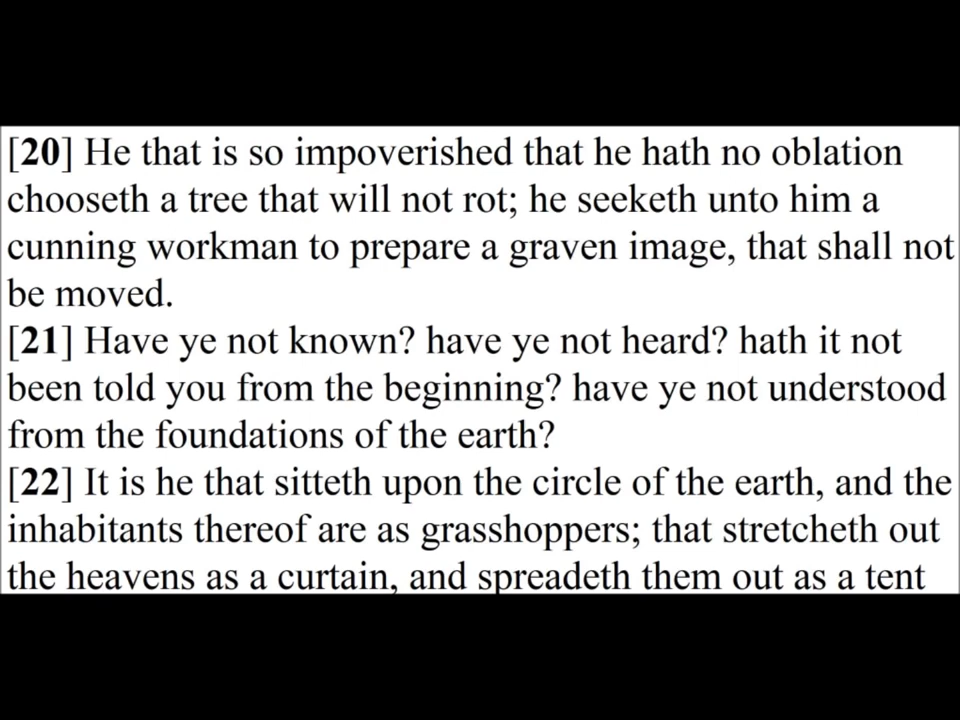 [20] He that is so impoverished that he hath no oblation
chooseth a tree that will not rot; he seeketh unto him a
cunning workman to prepare a graven image, that shall not
be moved.
[21] Have ye not known? have ye not heard? hath it not
been told you from the beginning? have ye not understood
from the foundations of the earth?
[22] It is he that sitteth upon the circle of the earth, and the
inhabitants thereof are as grasshoppers; that stretcheth out
the heavens as a curtain, and spreadeth them out as a tent